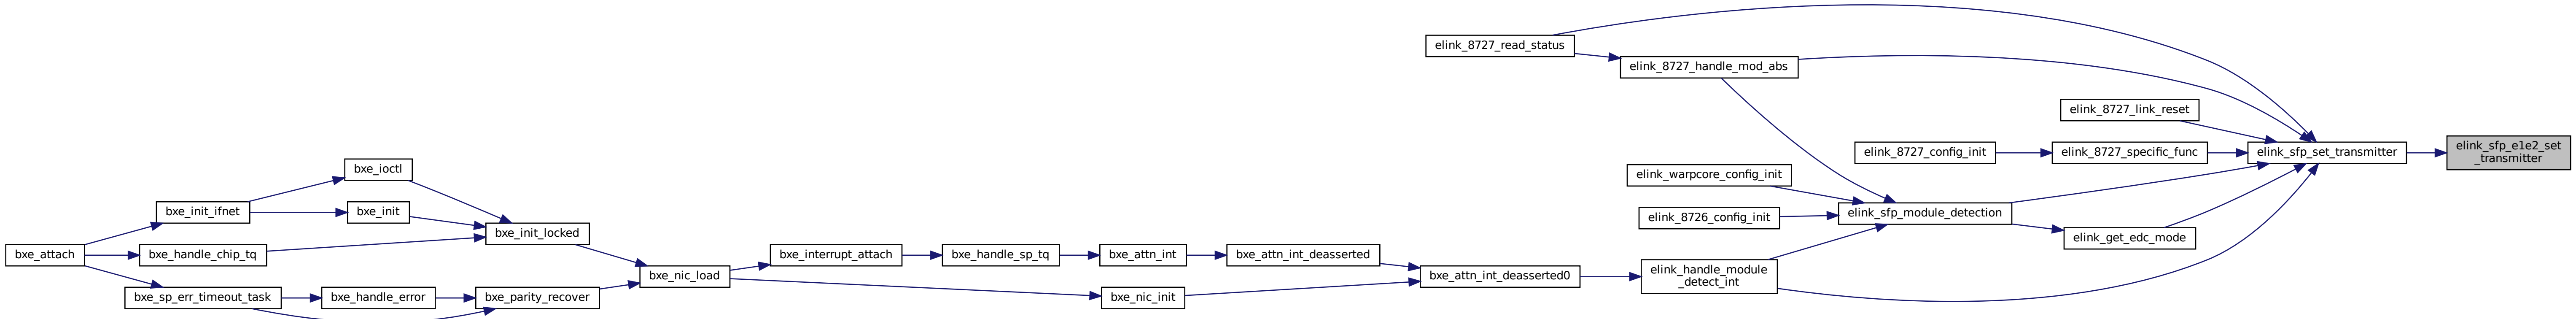 elink_8727_read_status
elink_8727_handle_mod_abs
elink_8727_link_reset
elink_sfp_e1e2_set
_transmitter
elink_8727_config_init
elink_8727_specific_func
elink_sfp_set_transmitter
bxe_ioctl
elink_warpcore_config_init
bxe_init_ifnet
bxe_init
elink_8726_config_init
elink_sfp_module_detection
bxe_init_locked
elink_get_edc_mode
bxe_attach
bxe_handle_chip_tq
bxe_interrupt_attach
bxe_handle_sp_tq
bxe_attn_int
bxe_attn_int_deasserted
bxe_nic_load
bxe_attn_int_deasserted0
elink_handle_module
_detect_int
bxe_sp_err_timeout_task
bxe_handle_error
bxe_parity_recover
bxe_nic_init